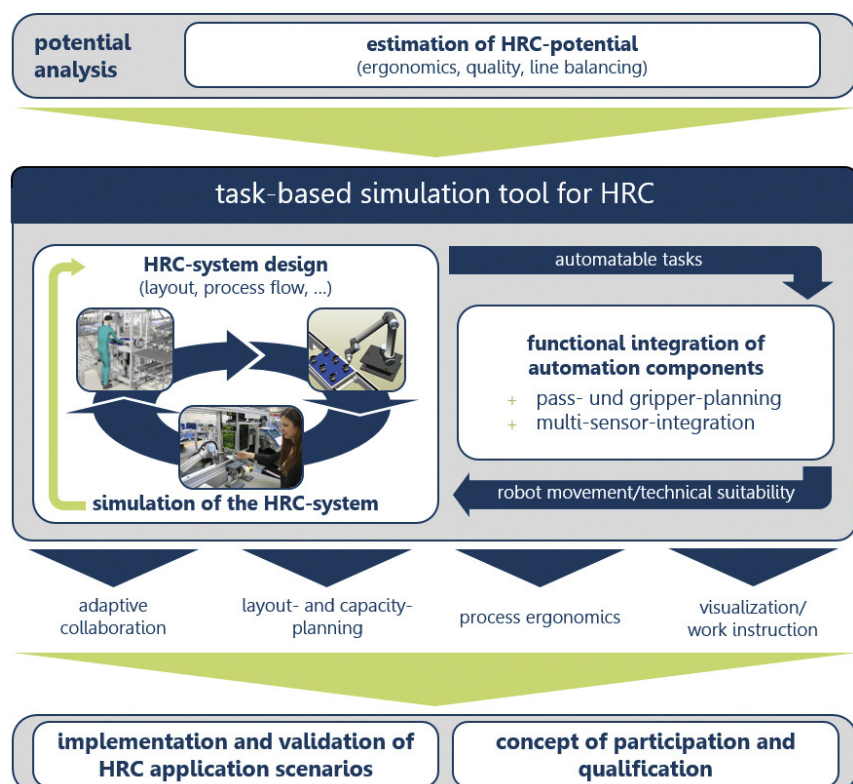 potential
analysis
estimation of HRC-potential
(ergonomics, quality, line balancing)
task-based simulation tool for HRC
HRC-system design
(layout, process flow, ...)
simulation of the HRC-system
automatable tasks
functional integration of
automation components
+ pass- und gripper-planning
+ multi-sensor-integration
robot movement/technical suitability
adaptive
collaboration
layout- and capacity-
planning
process ergonomics
visualization/
work instruction
implementation and validation of
HRC application scenarios
concept of participation and
qualification